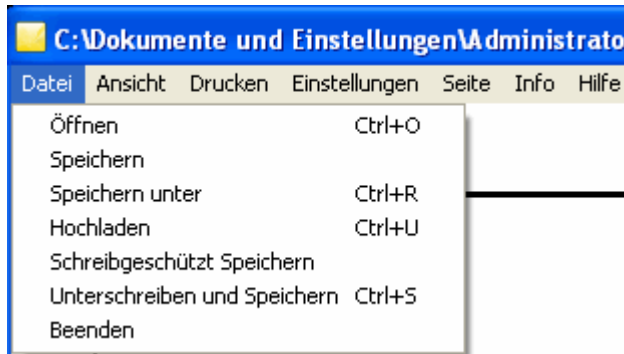 C:\Dokumente und Einstellungen\Administrato
Datei Ansicht Drucken Einstellungen Seite Info Hilfe
Öffnen Ctrl+O
Speichern
Speichern unter Ctrl+R
Hochladen Ctrl+U
Schreibgeschützt Speichern
Unterschreiben und Speichern Ctrl+S
Beenden